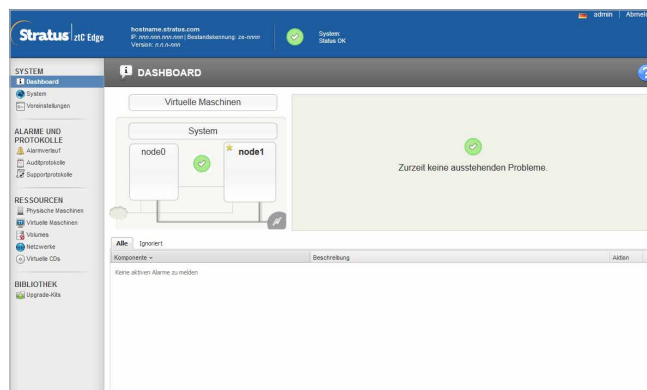 admin | Abmel
Stratus | ztC Edge
hostname.stratus.com
IP: nnn.nnn.nnn.nnn | Bestandskennung: ze-nnnn
Version: n.n.n-nnn
System:
Status OK
SYSTEM
Dashboard
System
Voreinstellungen
ALARME UND
PROTOKOLLE
Alarmverlauf
Auditprotokolle
Supportprotokolle
RESSOURCEN
Physische Maschinen
Virtuelle Maschinen
Volumes
Netzwerke
Virtuelle CDs
BIBLIOTHEK
Upgrade-Kits
DASHBOARD
Virtuelle Maschinen
System
node0
node1
Zurzeit keine ausstehenden Probleme.
Alle Ignoriert
Komponente Beschreibung Aktion
Keine aktiven Alarme zu melden